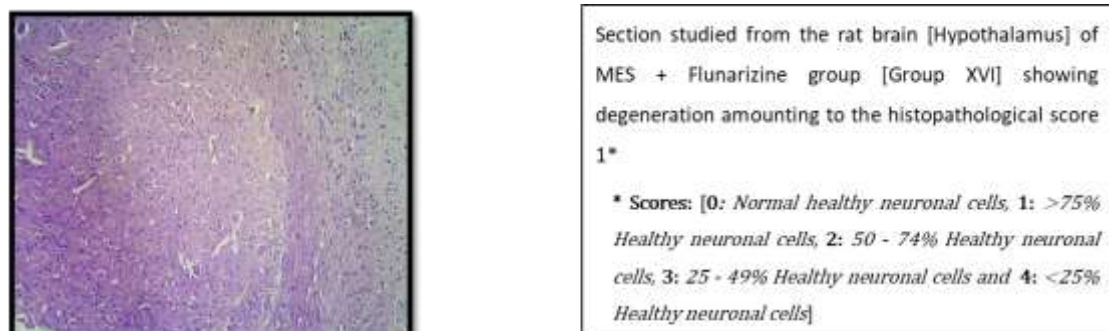 Section studied from the rat brain [Hypothalamus] of
MES + Flunarizine group [Group XVI] showing
degeneration amounting to the histopathological score
1*
* Scores: [0: Normal healthy neuronal cells, 1: >75%
Healthy neuronal cells, 2: 50 - 74% Healthy neuronal
cells, 3: 25 - 49% Healthy neuronal cells and 4: <25%
Healthy neuronal cells]